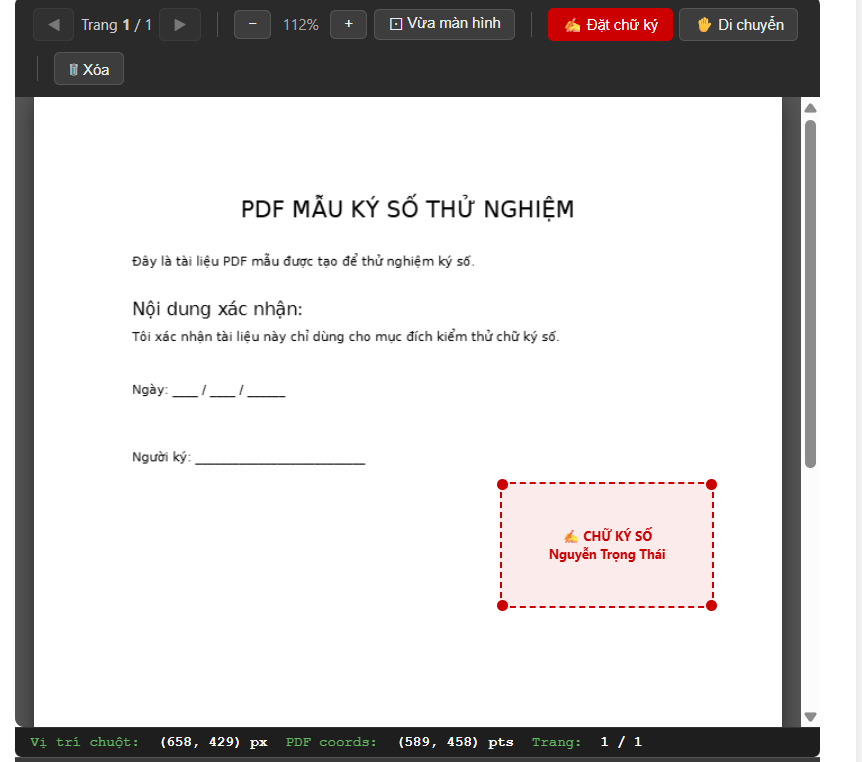 Trang 1 / 1
− 112% + Vừa màn hình
Đặt chữ ký
Di chuyển
Xóa
PDF MẪU KÝ SỐ THỬ NGHIỆM
Đây là tài liệu PDF mẫu được tạo để thử nghiệm ký số.
Nội dung xác nhận:
Tôi xác nhận tài liệu này chỉ dùng cho mục đích kiểm thử chữ ký số.
Ngày: ____ / ____ / ______
Người ký: ___________________________
✍ CHỮ KÝ SỐ
Nguyễn Trọng Thái
Vị trí chuột: (658, 429) px PDF coords: (589, 458) pts Trang: 1 / 1